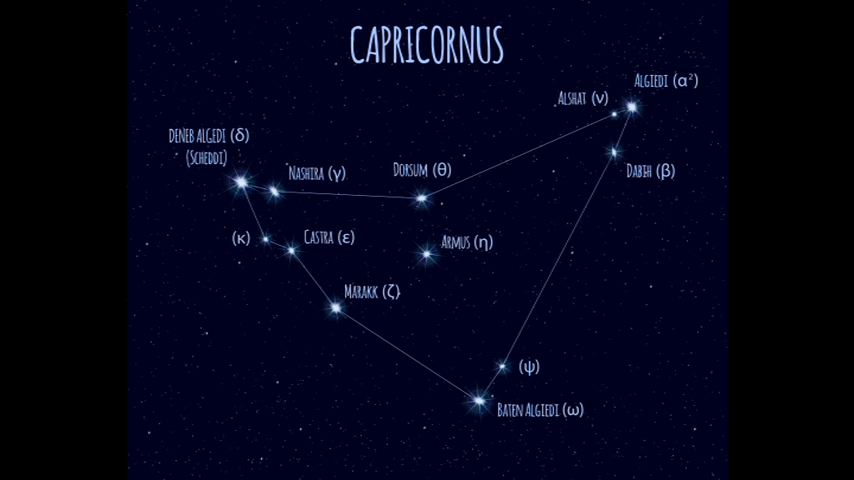 CAPRICORNUS
ALGIEDI (α²)
ALSHAT (ν)
DENEB ALGEDI (δ)
(SCHEDDI)
NASHIRA (γ)
DORSUM (θ)
DABIH (β)
(κ)
CASTRA (ε)
ARMUS (η)
MARAKK (ζ)
(ψ)
BATEN ALGIEDI (ω)